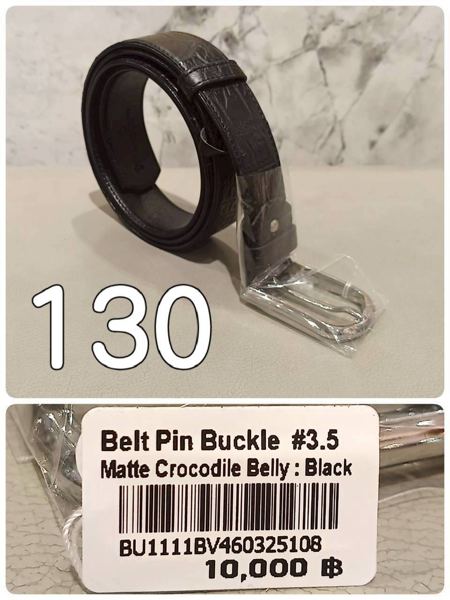 130
Belt Pin Buckle #3.5
Matte Crocodile Belly : Black
BU1111BV460325108
10,000 ฿